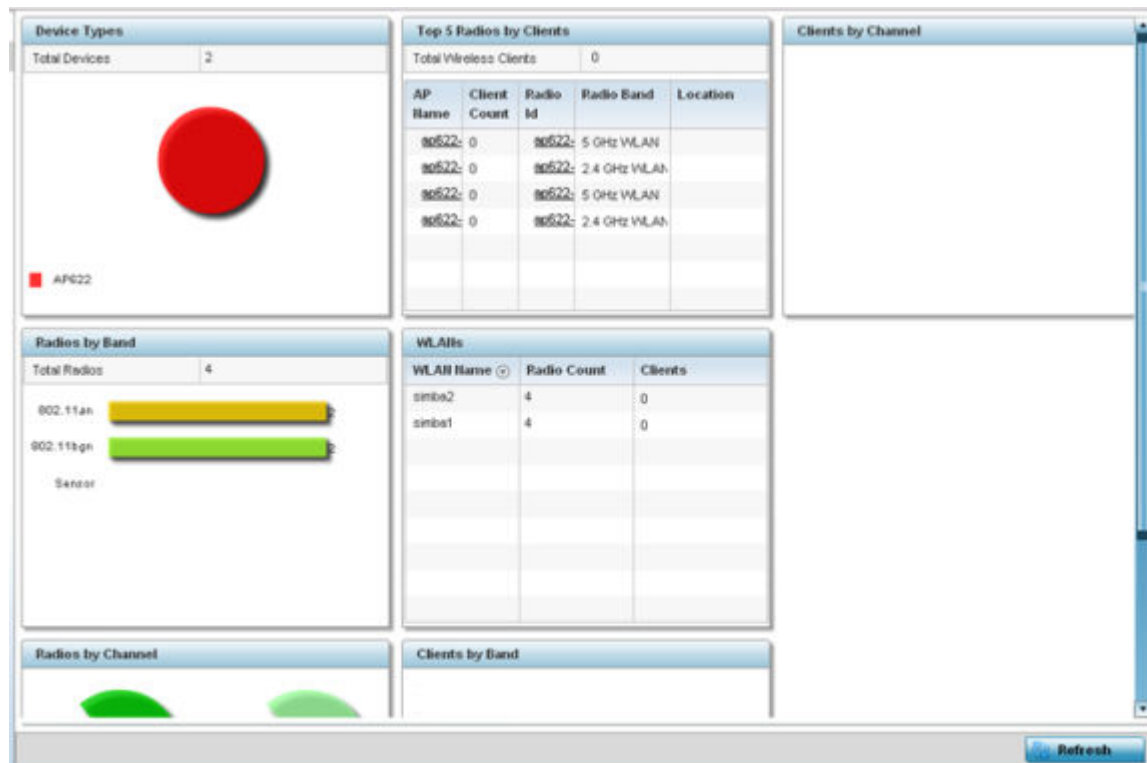 Device Types
Total Devices 2
AP622
Top 5 Radios by Clients
Total Wireless Clients 0
AP Name Client Count Radio Id Radio Band Location
ap622- 0 ap622- 5 GHz WLAN
ap622- 0 ap622- 2.4 GHz WLAN
ap622- 0 ap622- 5 GHz WLAN
ap622- 0 ap622- 2.4 GHz WLAN
Clients by Channel
Radios by Band
Total Radios 4
802.11an 2
802.11bgn 2
Sensor
WLANs
WLAN Name Radio Count Clients
simba2 4 0
simba1 4 0
Radios by Channel
Clients by Band
Refresh